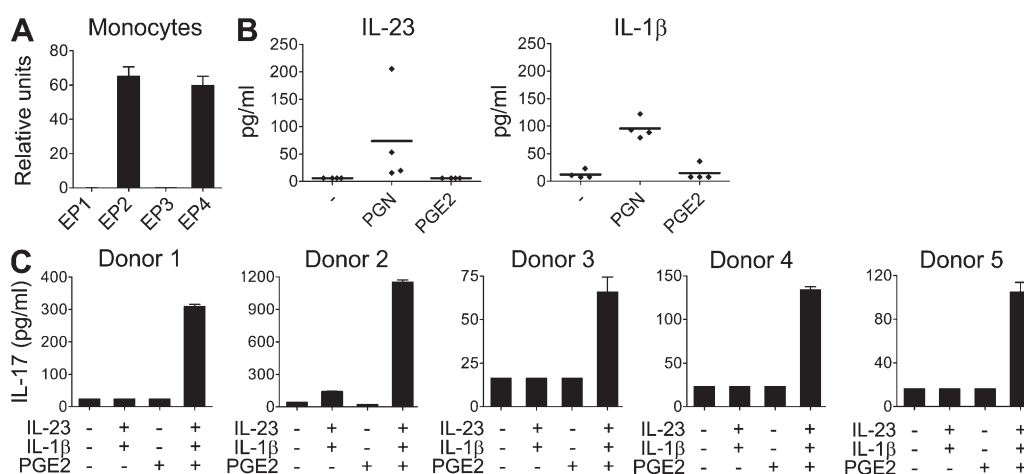 A Monocytes
Relative units
80
60
40
20
0
EP1 EP2 EP3 EP4
B IL-23
pg/ml
250
200
150
100
50
0
- PGN PGE2
IL-1β
pg/ml
250
200
150
100
50
0
- PGN PGE2
C Donor 1
IL-17 (pg/ml)
400
300
200
100
0
IL-23 - + - +
IL-1β - + - +
PGE2 - - + +
Donor 2
1200
900
600
300
0
IL-23 - + - +
IL-1β - + - +
PGE2 - - + +
Donor 3
75
50
25
0
IL-23 - + - +
IL-1β - + - +
PGE2 - - + +
Donor 4
150
100
50
0
IL-23 - + - +
IL-1β - + - +
PGE2 - - + +
Donor 5
120
80
40
0
IL-23 - + - +
IL-1β - + - +
PGE2 - - + +